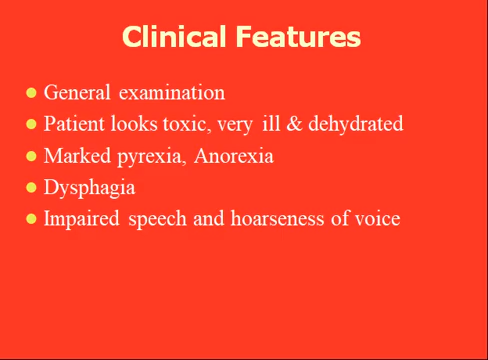 Clinical Features
General examination
Patient looks toxic, very ill & dehydrated
Marked pyrexia, Anorexia
Dysphagia
Impaired speech and hoarseness of voice